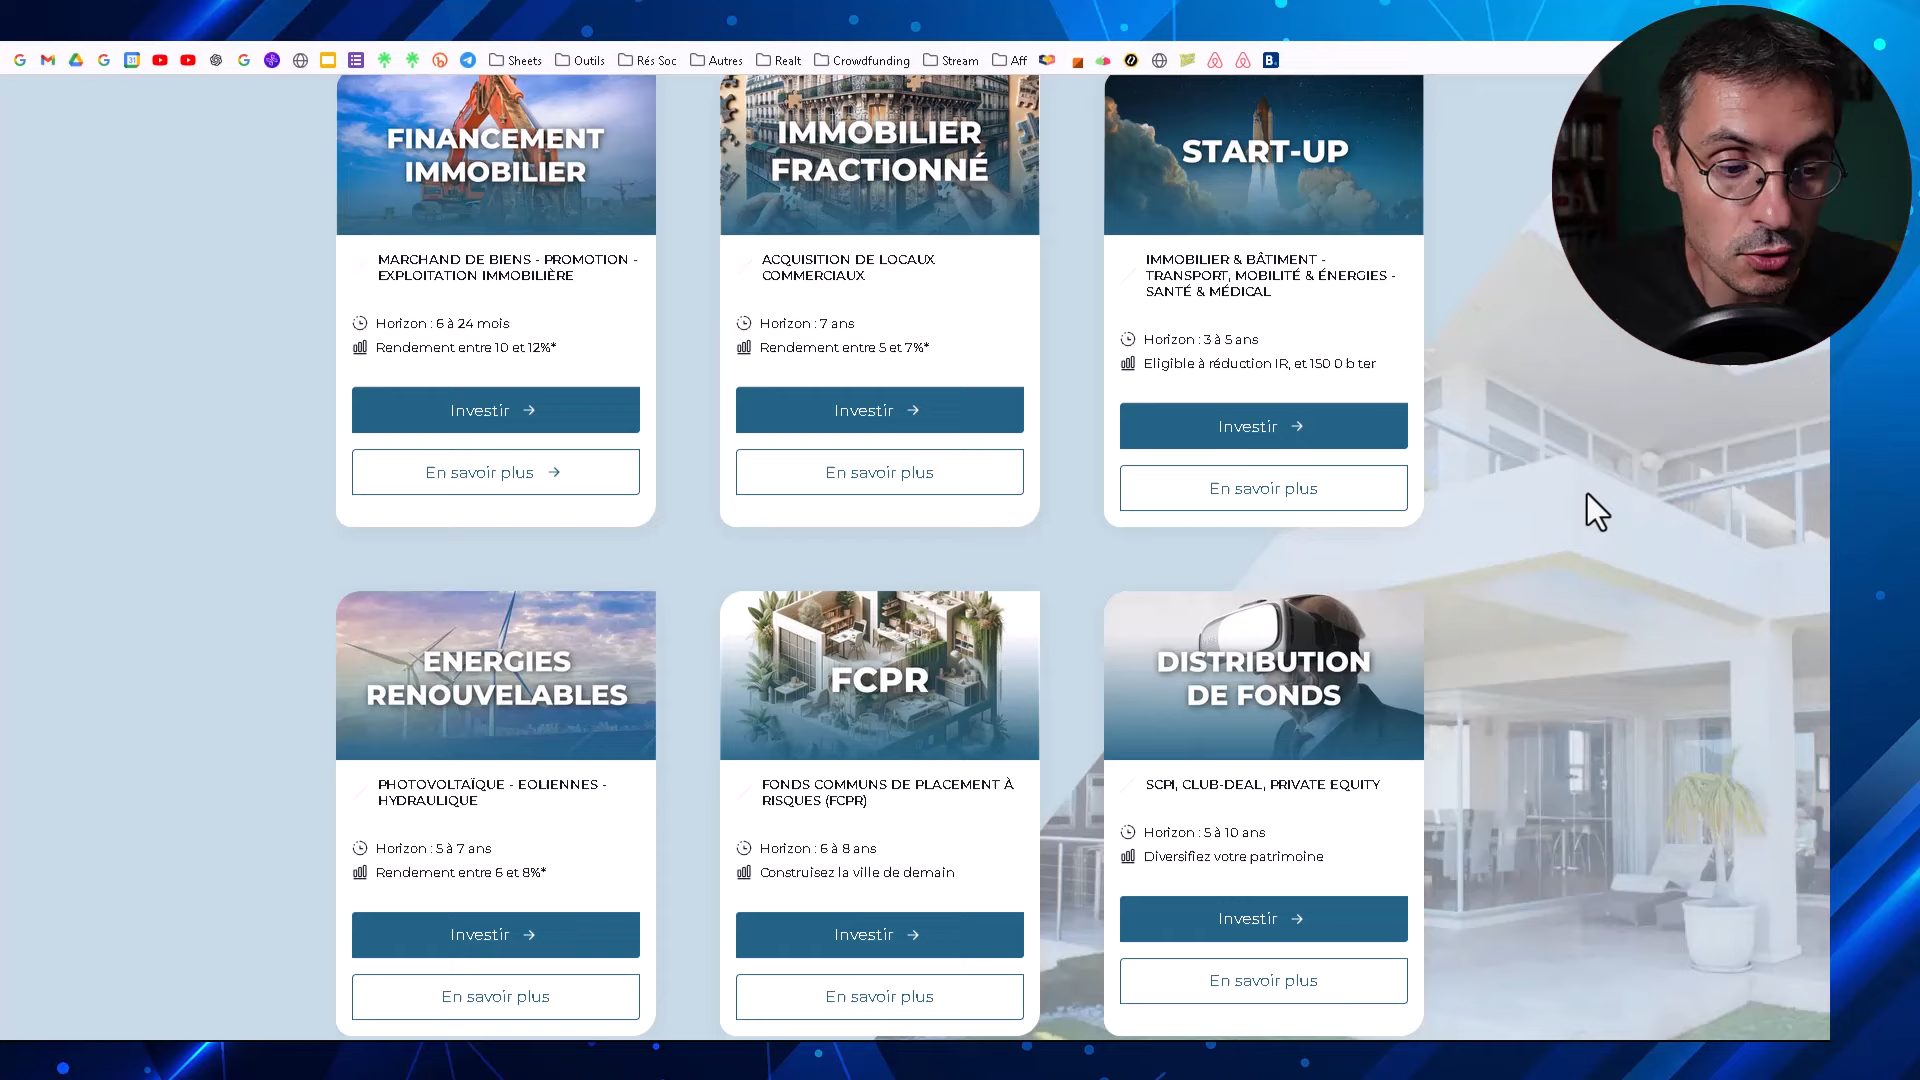 Sheets
Outils
Rés Soc
Autres
Realt
Crowdfunding
Stream
Aff
B.
FINANCEMENT
IMMOBILIER
MARCHAND DE BIENS - PROMOTION -
EXPLOITATION IMMOBILIÈRE
Horizon : 6 à 24 mois
Rendement entre 10 et 12%*
Investir →
En savoir plus →
IMMOBILIER
FRACTIONNÉ
ACQUISITION DE LOCAUX
COMMERCIAUX
Horizon : 7 ans
Rendement entre 5 et 7%*
Investir →
En savoir plus
START-UP
IMMOBILIER & BÂTIMENT -
TRANSPORT, MOBILITÉ & ÉNERGIES -
SANTÉ & MÉDICAL
Horizon : 3 à 5 ans
Eligible à réduction IR, et 150 0 b ter
Investir →
En savoir plus
ENERGIES
RENOUVELABLES
PHOTOVOLTAÏQUE - EOLIENNES -
HYDRAULIQUE
Horizon : 5 à 7 ans
Rendement entre 6 et 8%*
Investir →
En savoir plus
FCPR
FONDS COMMUNS DE PLACEMENT À
RISQUES (FCPR)
Horizon : 6 à 8 ans
Construisez la ville de demain
Investir →
En savoir plus
DISTRIBUTION
DE FONDS
SCPI, CLUB-DEAL, PRIVATE EQUITY
Horizon : 5 à 10 ans
Diversifiez votre patrimoine
Investir →
En savoir plus